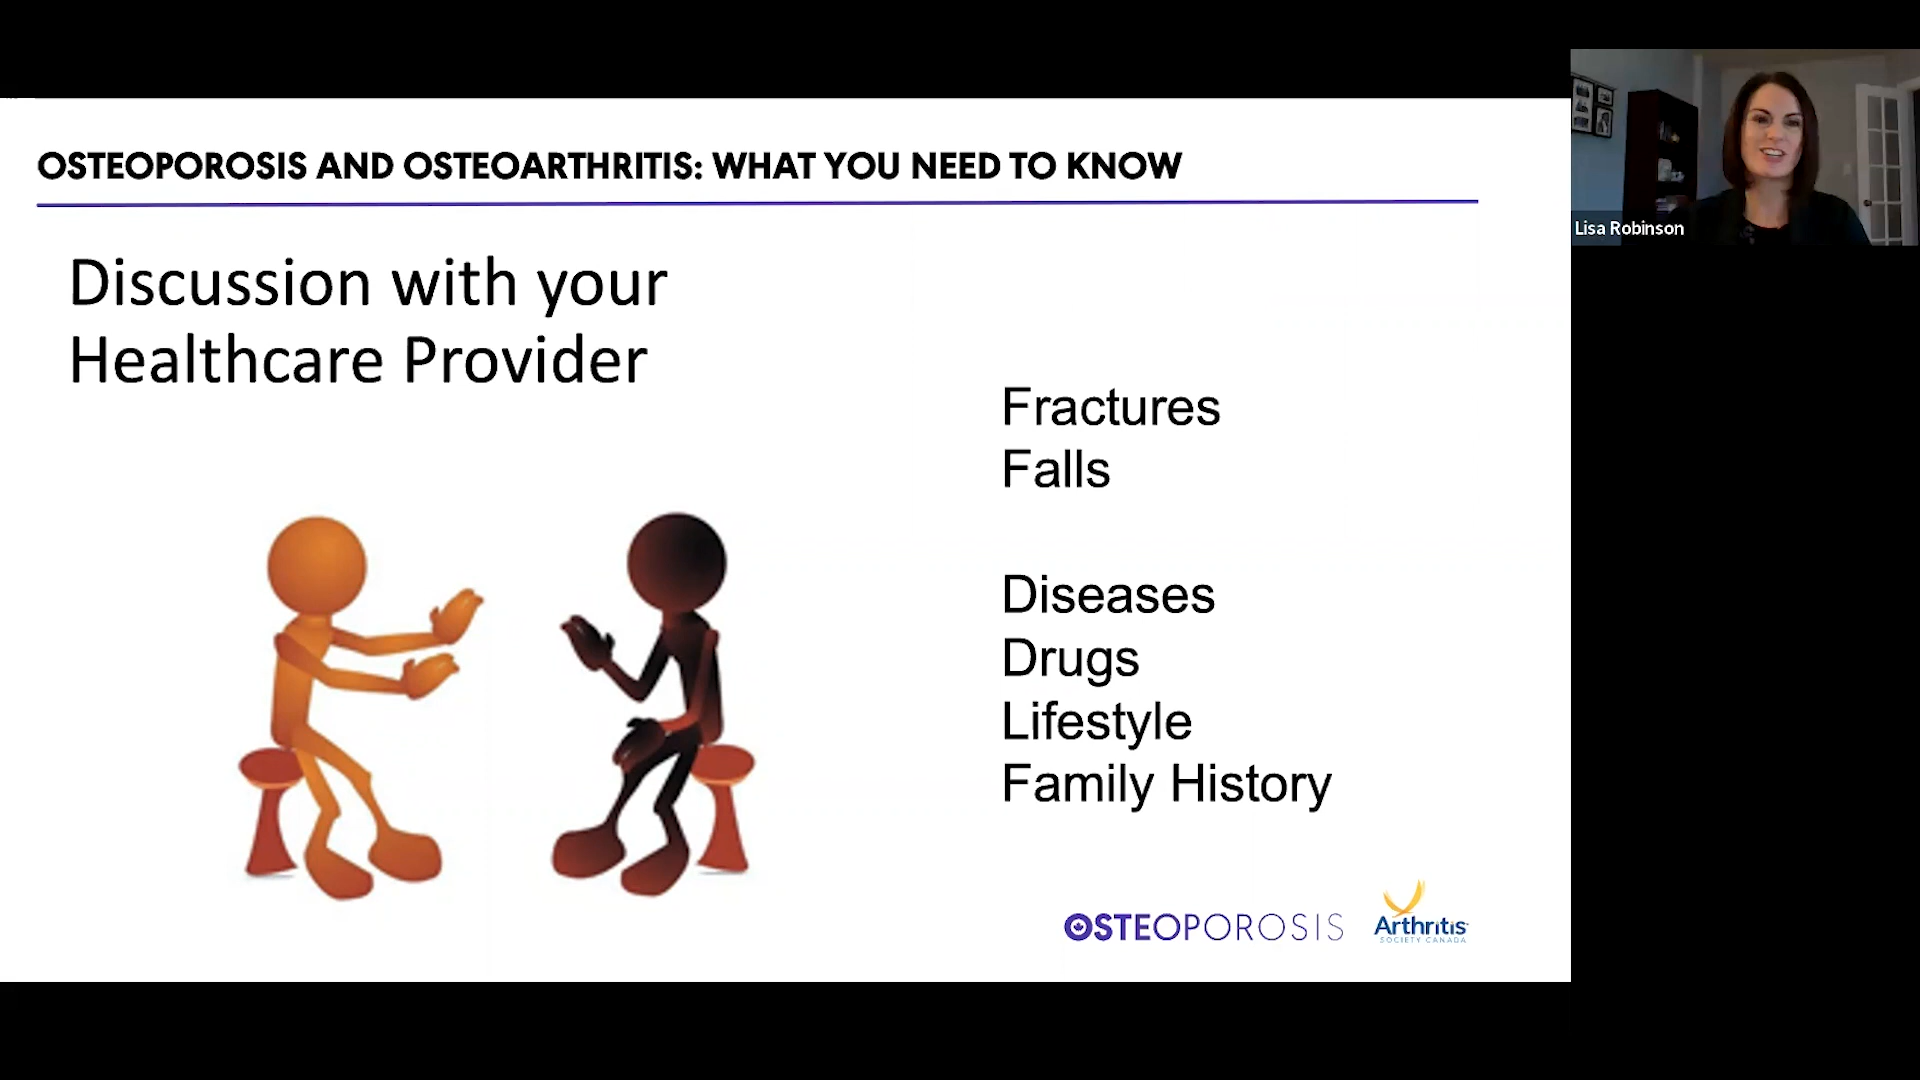 OSTEOPOROSIS AND OSTEOARTHRITIS: WHAT YOU NEED TO KNOW
Discussion with your
Healthcare Provider
Fractures
Falls
Diseases
Drugs
Lifestyle
Family History
OSTEOPOROSIS
Arthritis
SOCIETY CANADA
Lisa Robinson